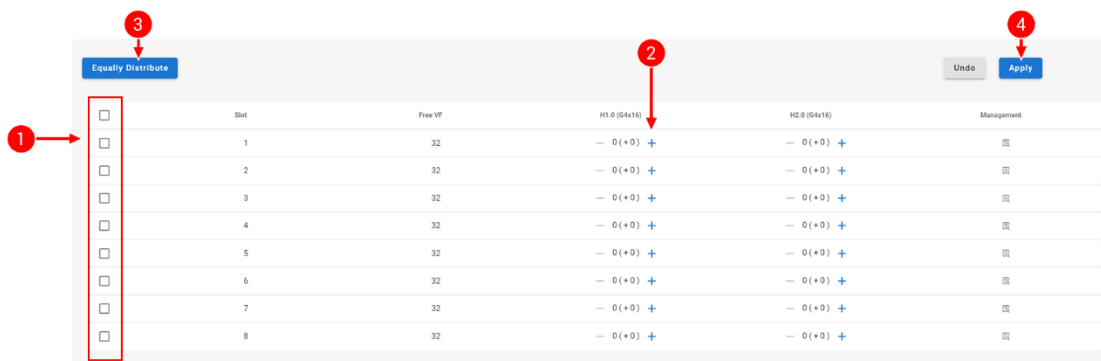 3 4
2
Equally Distribute Undo Apply
Slot Free VF H1.0 (G4x16) H2.0 (G4x16) Management
1
1 32 — 0 (+0) + — 0 (+0) +
2 32 — 0 (+0) + — 0 (+0) +
3 32 — 0 (+0) + — 0 (+0) +
4 32 — 0 (+0) + — 0 (+0) +
5 32 — 0 (+0) + — 0 (+0) +
6 32 — 0 (+0) + — 0 (+0) +
7 32 — 0 (+0) + — 0 (+0) +
8 32 — 0 (+0) + — 0 (+0) +